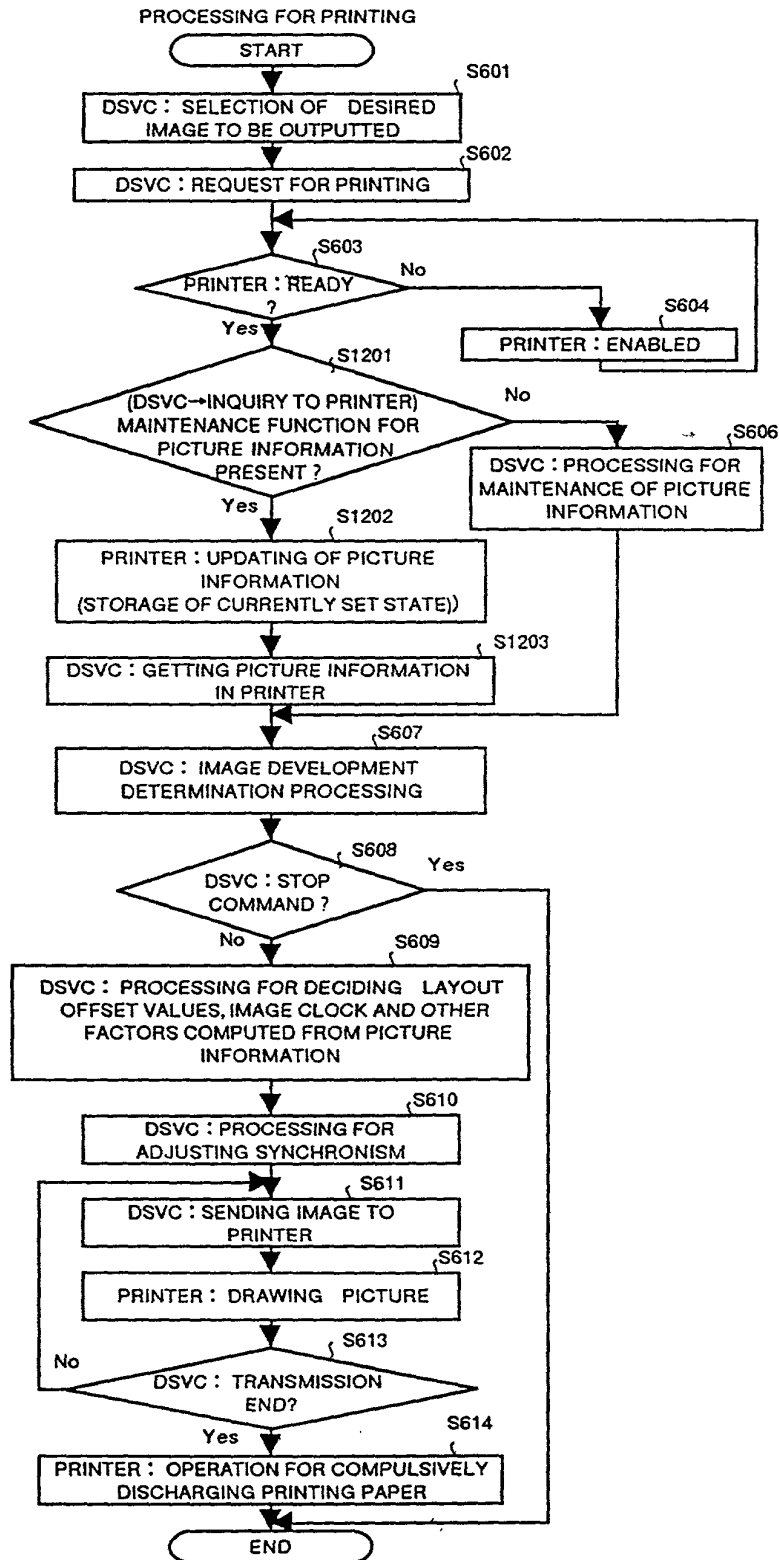 PROCESSING FOR PRINTING
START
S601
DSVC : SELECTION OF DESIRED
IMAGE TO BE OUTPUTTED
S602
DSVC : REQUEST FOR PRINTING
S603
PRINTER : READY
?
No
Yes
S604
PRINTER : ENABLED
S1201
(DSVC→INQUIRY TO PRINTER)
MAINTENANCE FUNCTION FOR
PICTURE INFORMATION
PRESENT ?
No
Yes
S606
DSVC : PROCESSING FOR
MAINTENANCE OF PICTURE
INFORMATION
S1202
PRINTER : UPDATING OF PICTURE
INFORMATION
(STORAGE OF CURRENTLY SET STATE))
S1203
DSVC : GETTING PICTURE INFORMATION
IN PRINTER
S607
DSVC : IMAGE DEVELOPMENT
DETERMINATION PROCESSING
S608
DSVC : STOP
COMMAND ?
Yes
No
S609
DSVC : PROCESSING FOR DECIDING LAYOUT
OFFSET VALUES, IMAGE CLOCK AND OTHER
FACTORS COMPUTED FROM PICTURE
INFORMATION
S610
DSVC : PROCESSING FOR
ADJUSTING SYNCHRONISM
S611
DSVC : SENDING IMAGE TO
PRINTER
S612
PRINTER : DRAWING PICTURE
S613
DSVC : TRANSMISSION
END?
No
Yes
S614
PRINTER : OPERATION FOR COMPULSIVELY
DISCHARGING PRINTING PAPER
END